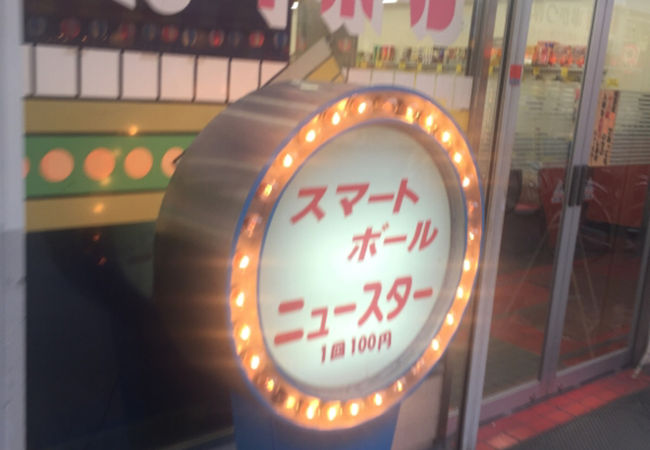 スマート
ボール
ニュースター
1回100円